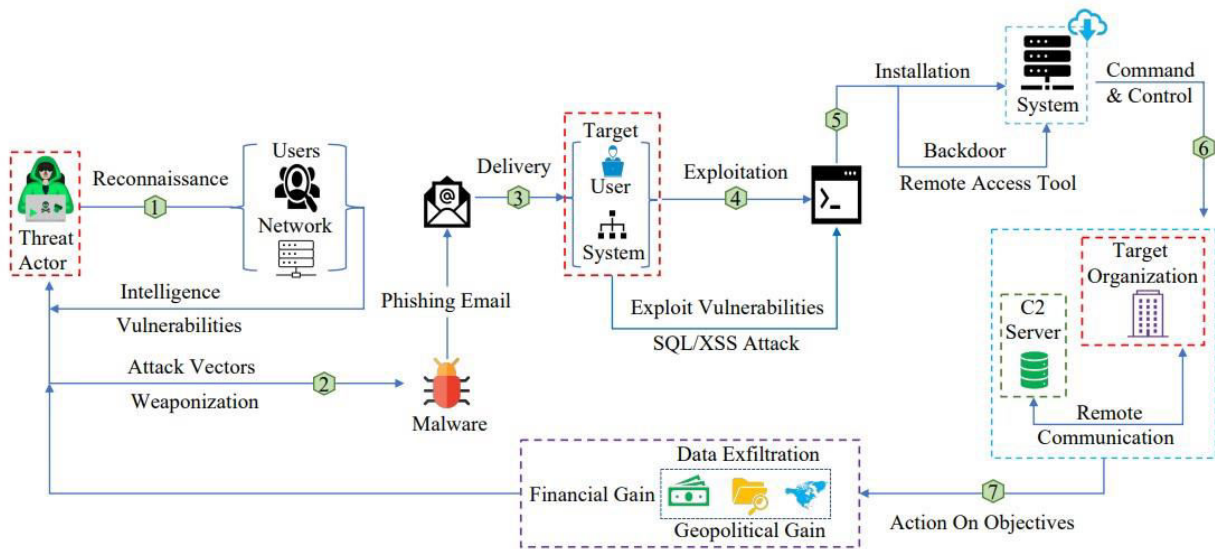 Threat
Actor
Reconnaissance
1
Users
Network
Intelligence
Vulnerabilities
Attack Vectors
2
Weaponization
Malware
Phishing Email
@
Delivery
3
Target
User
System
Exploitation
4
Exploit Vulnerabilities
SQL/XSS Attack
5
Installation
Backdoor
Remote Access Tool
System
Command
& Control
6
Target
Organization
C2
Server
Remote
Communication
7
Action On Objectives
Data Exfiltration
Financial Gain
Geopolitical Gain